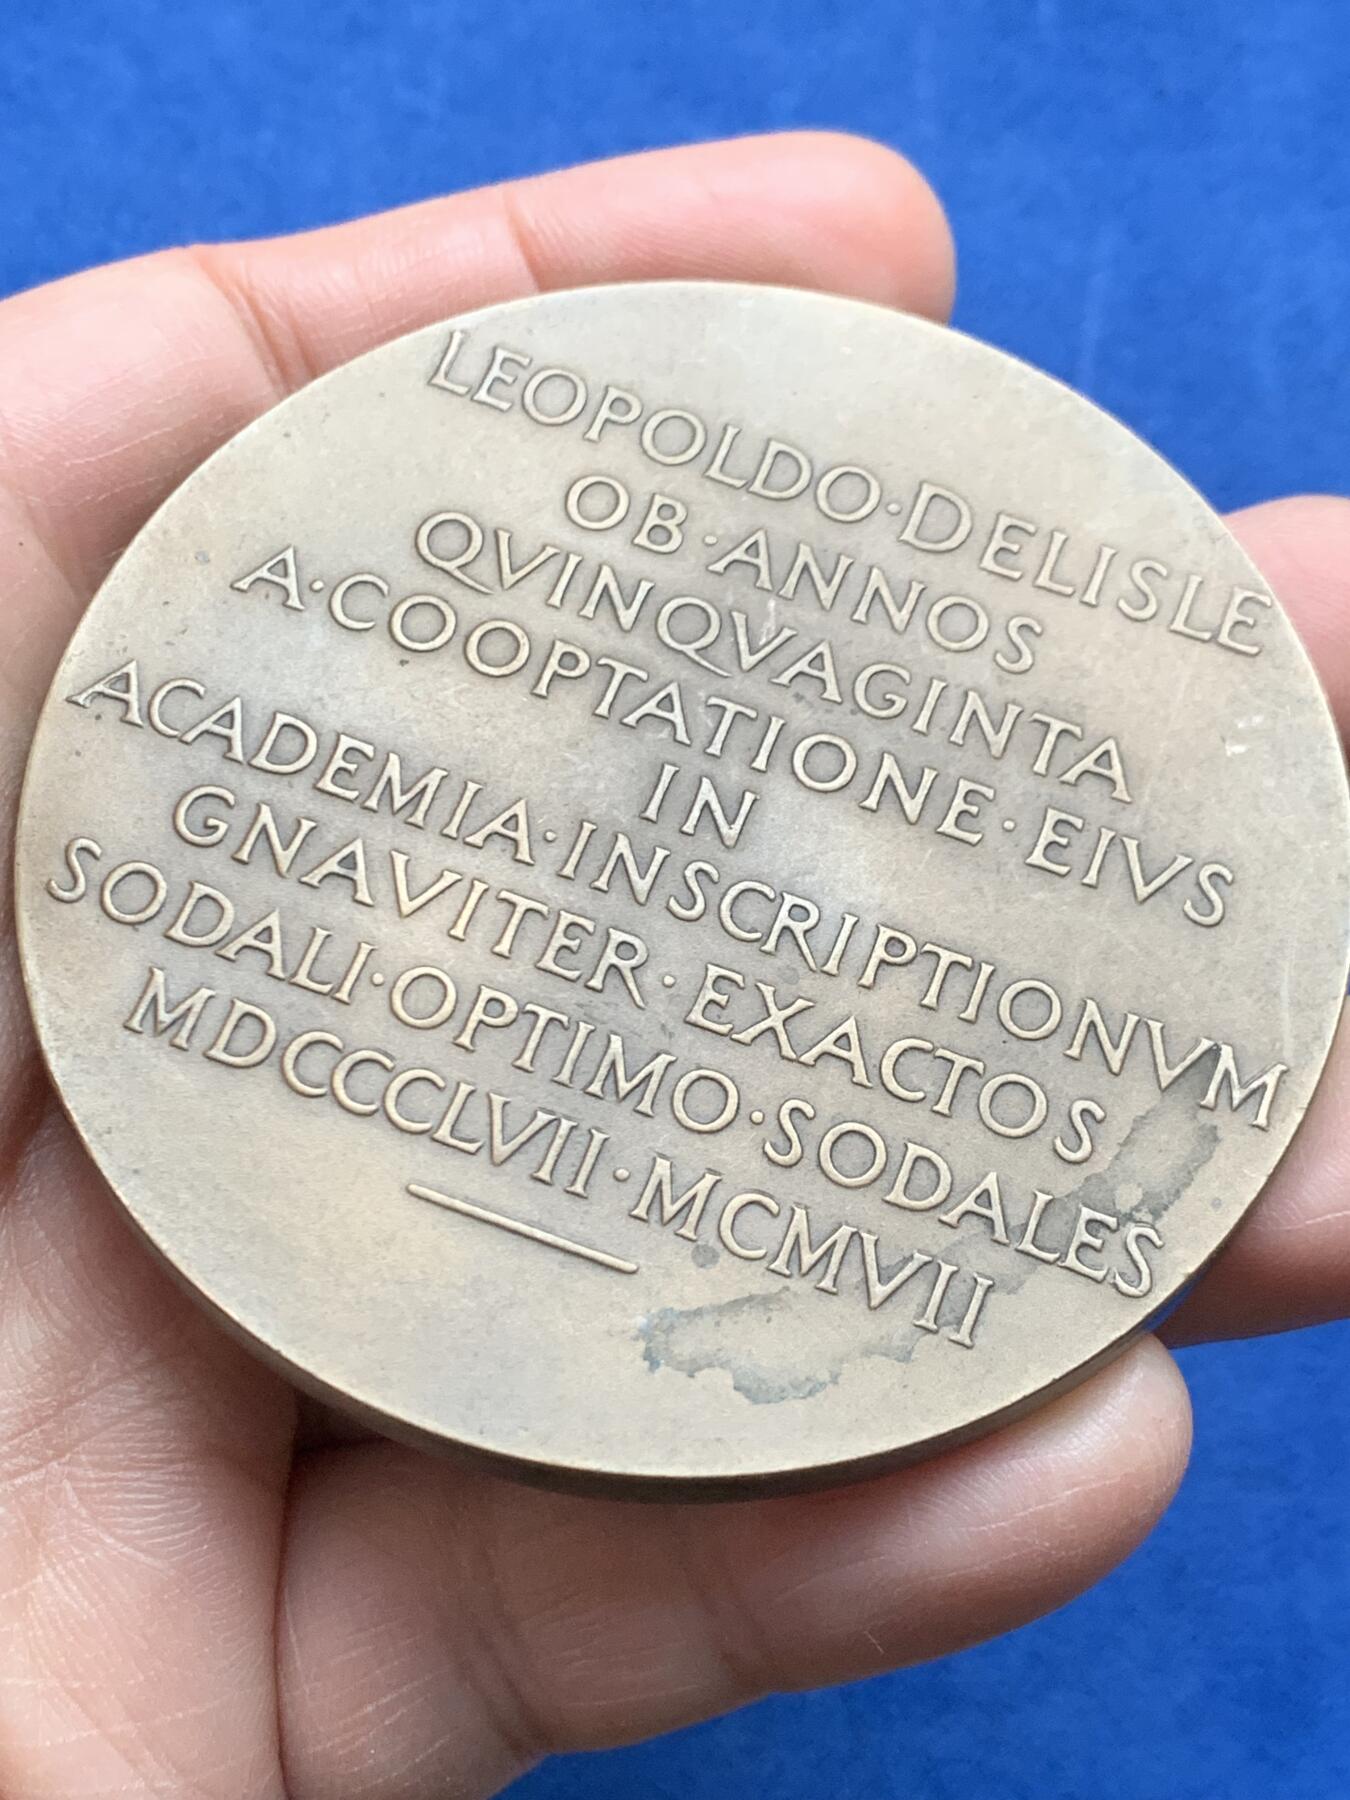 LEOPOLDO·DELISLE
OB·ANNOS
QVINQVAGINTA
A·COOPTATIONE·EIVS
IN
ACADEMIA·INSCRIPTIONVM
GNAVITER·EXACTOS
SODALI·OPTIMO·SODALES
MDCCCLVII·MCMVII